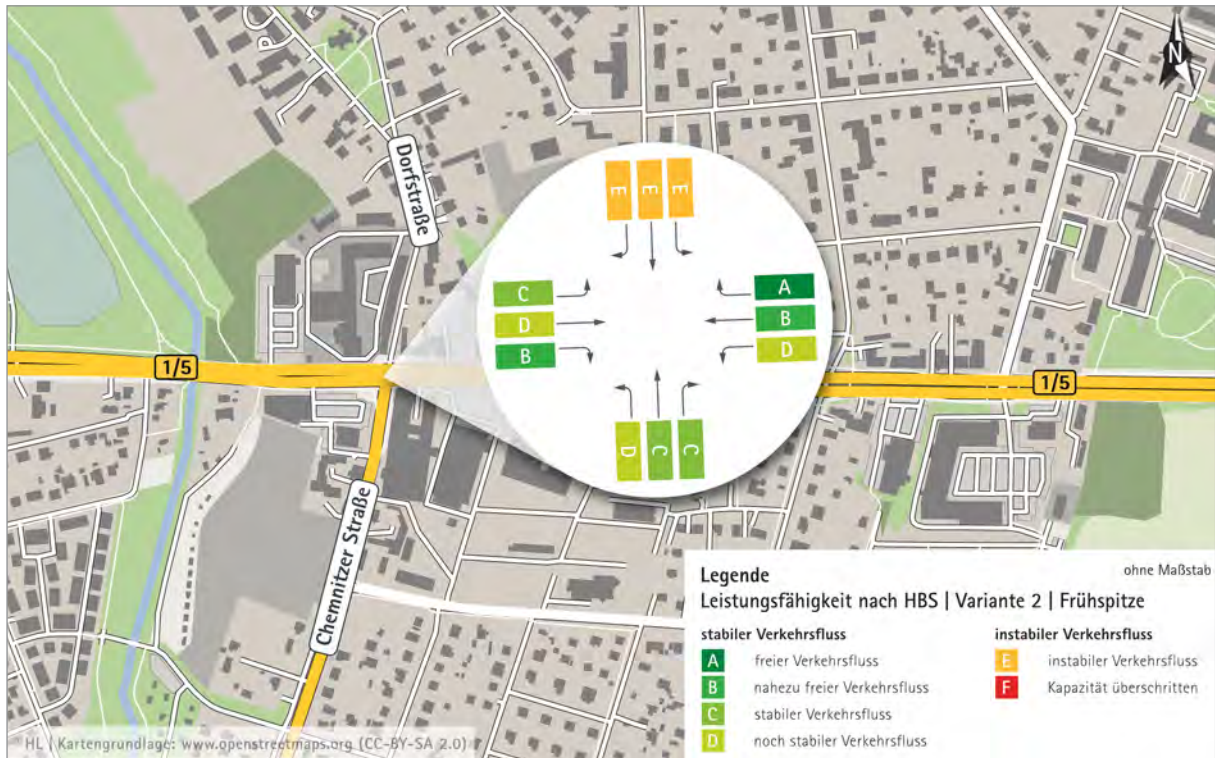 N
Dorfstraße
E E E
C
A
D
B
B
D
1/5
1/5
D C C
Chemnitzer Straße
Legende
ohne Maßstab
Leistungsfähigkeit nach HBS | Variante 2 | Frühspitze
stabiler Verkehrsfluss
A freier Verkehrsfluss
B nahezu freier Verkehrsfluss
C stabiler Verkehrsfluss
D noch stabiler Verkehrsfluss
instabiler Verkehrsfluss
E instabiler Verkehrsfluss
F Kapazität überschritten
HL | Kartengrundlage: www.openstreetmaps.org (CC-BY-SA 2.0)